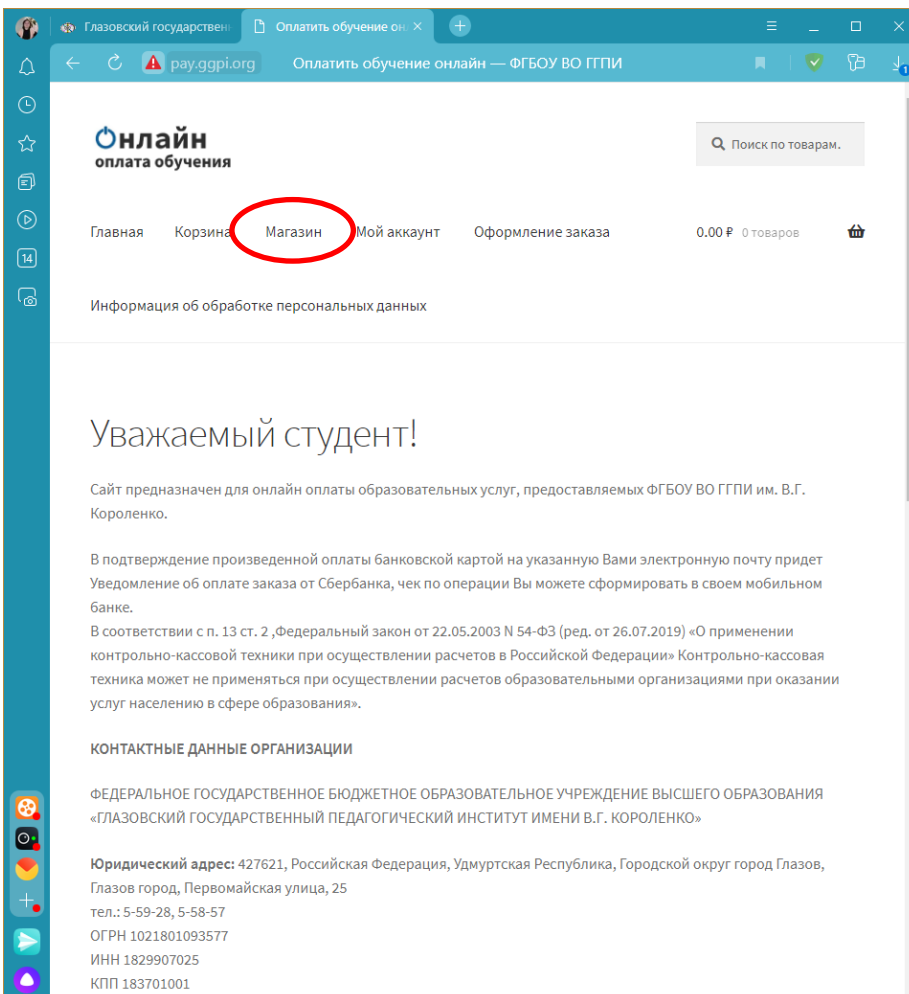 Глазовский государствен
Оплатить обучение он
pay.ggpi.org
Оплатить обучение онлайн — ФГБОУ ВО ГГПИ
1
14
Онлайн
оплата обучения
Поиск по товарам.
Главная Корзина Магазин Мой аккаунт Оформление заказа 0.00 ₽ 0 товаров
Информация об обработке персональных данных
Уважаемый студент!
Сайт предназначен для онлайн оплаты образовательных услуг, предоставляемых ФГБОУ ВО ГГПИ им. В.Г.
Короленко.
В подтверждение произведенной оплаты банковской картой на указанную Вами электронную почту придет
Уведомление об оплате заказа от Сбербанка, чек по операции Вы можете сформировать в своем мобильном
банке.
В соответствии с п. 13 ст. 2 ,Федеральный закон от 22.05.2003 N 54-ФЗ (ред. от 26.07.2019) «О применении
контрольно-кассовой техники при осуществлении расчетов в Российской Федерации» Контрольно-кассовая
техника может не применяться при осуществлении расчетов образовательными организациями при оказании
услуг населению в сфере образования».
КОНТАКТНЫЕ ДАННЫЕ ОРГАНИЗАЦИИ
ФЕДЕРАЛЬНОЕ ГОСУДАРСТВЕННОЕ БЮДЖЕТНОЕ ОБРАЗОВАТЕЛЬНОЕ УЧРЕЖДЕНИЕ ВЫСШЕГО ОБРАЗОВАНИЯ
«ГЛАЗОВСКИЙ ГОСУДАРСТВЕННЫЙ ПЕДАГОГИЧЕСКИЙ ИНСТИТУТ ИМЕНИ В.Г. КОРОЛЕНКО»
Юридический адрес: 427621, Российская Федерация, Удмуртская Республика, Городской округ город Глазов,
Глазов город, Первомайская улица, 25
тел.: 5-59-28, 5-58-57
ОГРН 1021801093577
ИНН 1829907025
КПП 183701001